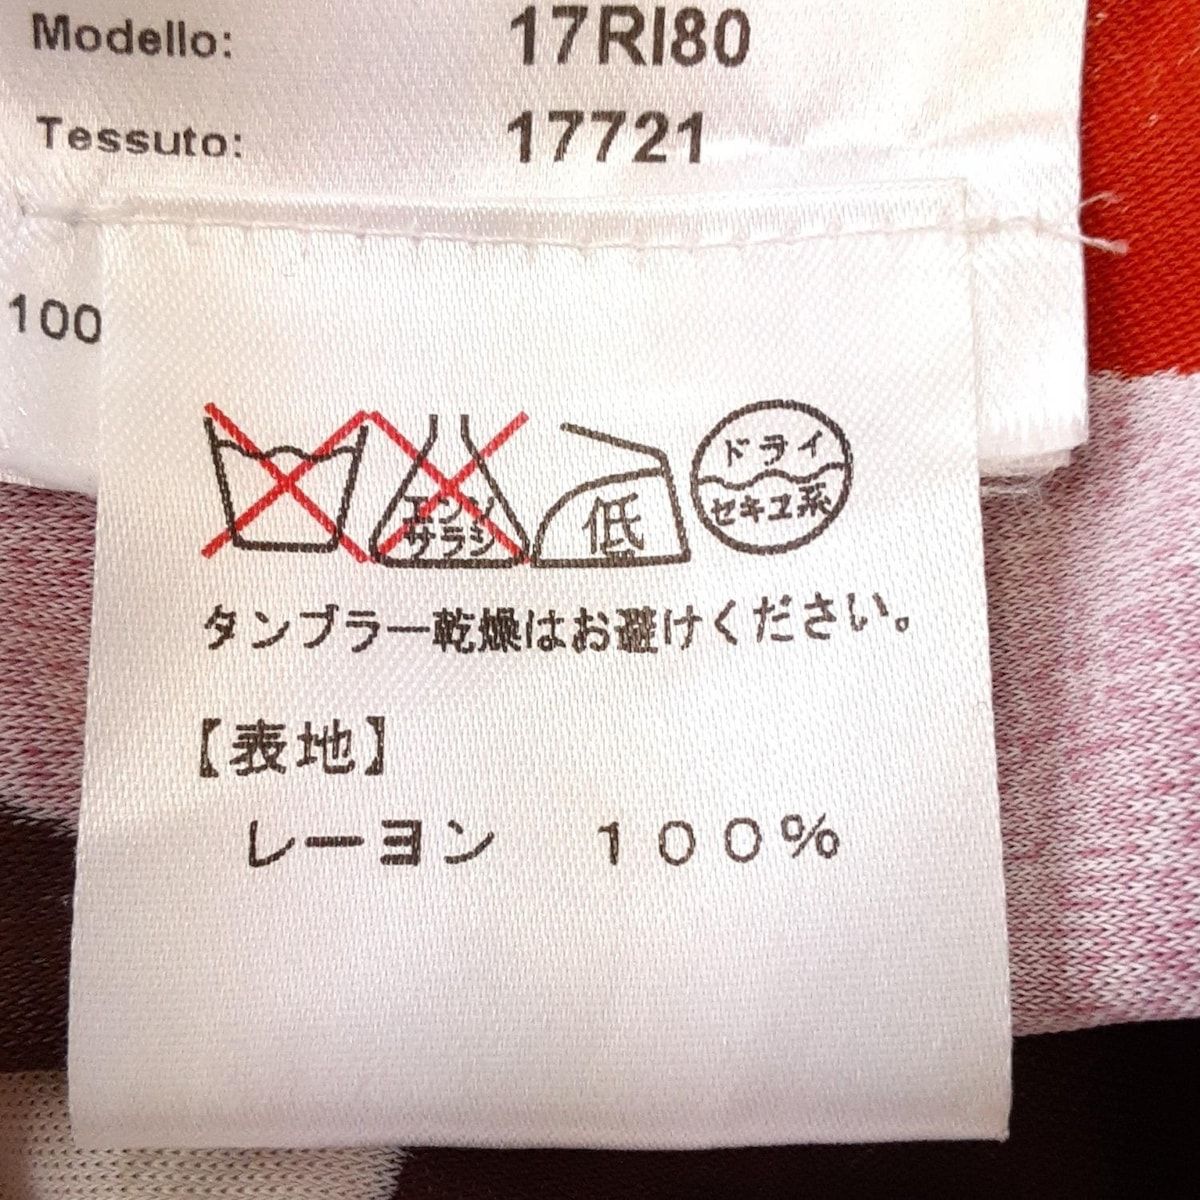 Modello: 17RI80
Tessuto: 17721
100
エンソ
サラシ
低
ドライ
セキユ系
タンブラー乾燥はお避けください。
【表地】
レーヨン 100%